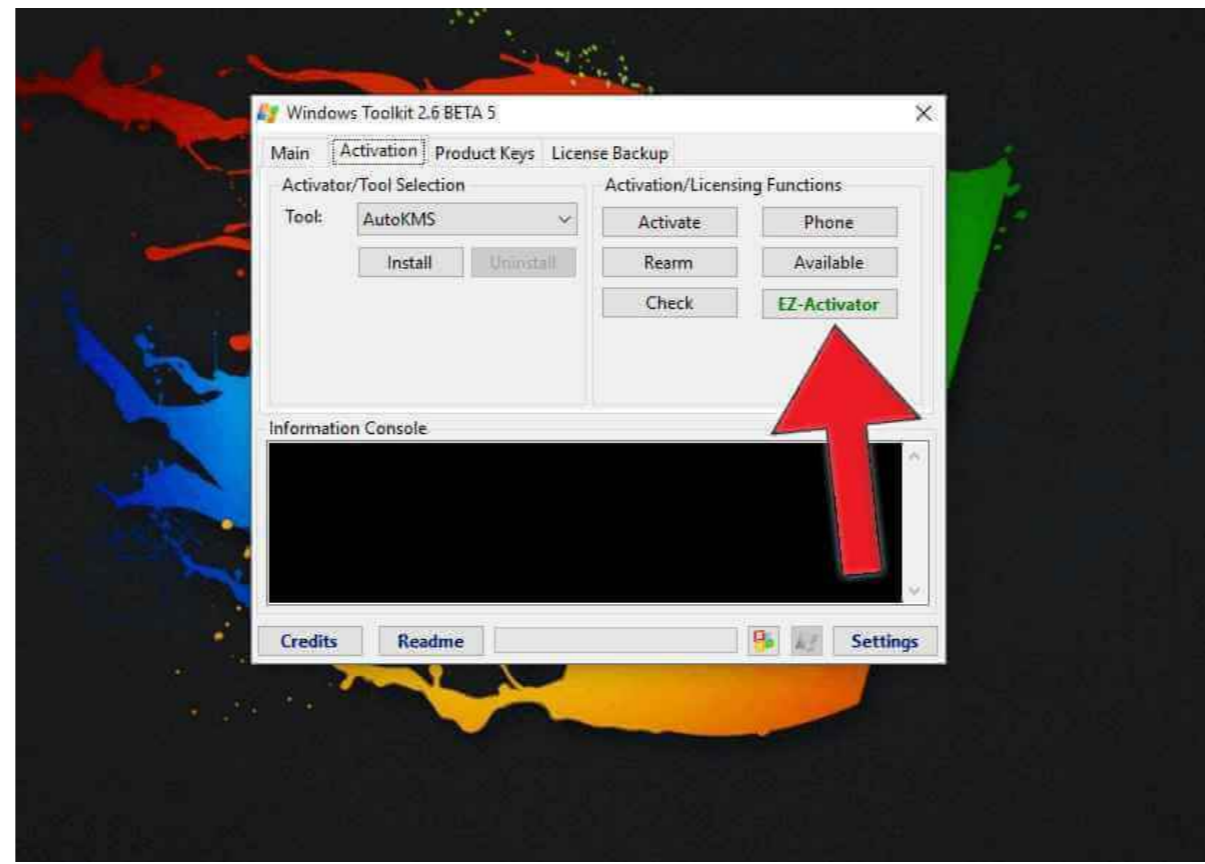 Windows Toolkit 2.6 BETA 5
Main Activation Product Keys License Backup
Activator/Tool Selection
Tool: AutoKMS
Install Uninstall
Activation/Licensing Functions
Activate Phone
Rearm Available
Check EZ-Activator
Information Console
Credits Readme Settings